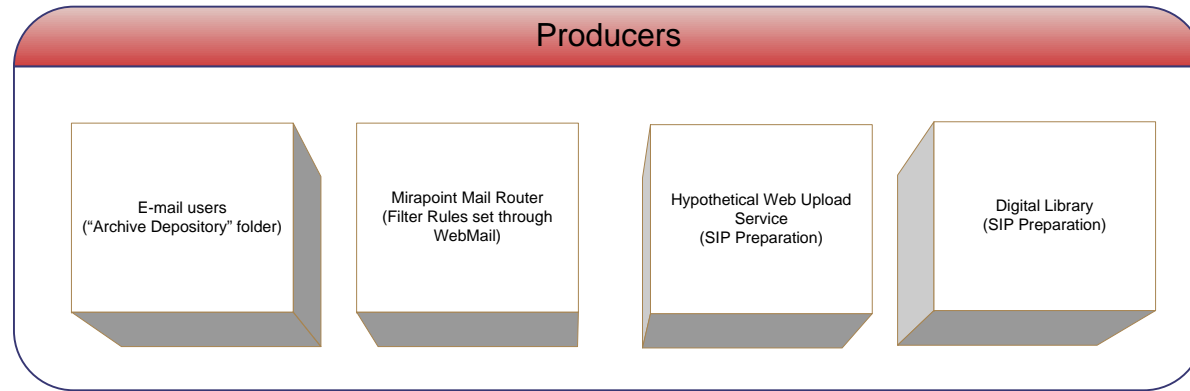 Producers
E-mail users
(“Archive Depository” folder)
Mirapoint Mail Router
(Filter Rules set through
WebMail)
Hypothetical Web Upload
Service
(SIP Preparation)
Digital Library
(SIP Preparation)